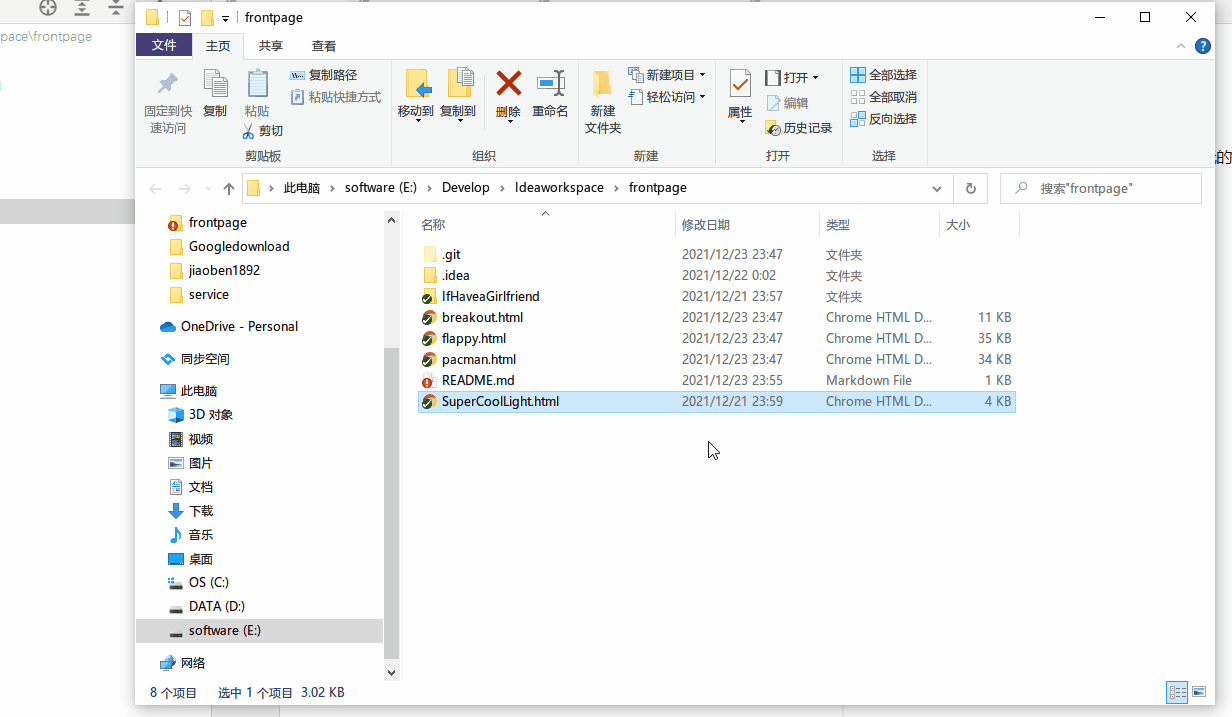 frontpage
pace\frontpage
文件 主页 共享 查看
固定到快速访问
复制
粘贴
复制路径
粘贴快捷方式
剪切
移动到
复制到
删除
重命名
新建文件夹
新建项目
轻松访问
属性
打开
编辑
历史记录
全部选择
全部取消
反向选择
剪贴板 组织 新建 打开 选择
的
此电脑 software (E:) Develop Ideaworkspace frontpage
搜索"frontpage"
frontpage
Googledownload
jiaoben1892
service
OneDrive - Personal
同步空间
此电脑
3D 对象
视频
图片
文档
下载
音乐
桌面
OS (C:)
DATA (D:)
software (E:)
网络
名称 修改日期 类型 大小
.git 2021/12/23 23:47 文件夹
.idea 2021/12/22 0:02 文件夹
IfHaveaGirlfriend 2021/12/21 23:57 文件夹
breakout.html 2021/12/23 23:47 Chrome HTML D... 11 KB
flappy.html 2021/12/23 23:47 Chrome HTML D... 35 KB
pacman.html 2021/12/23 23:47 Chrome HTML D... 34 KB
README.md 2021/12/23 23:55 Markdown File 1 KB
SuperCoolLight.html 2021/12/21 23:59 Chrome HTML D... 4 KB
8 个项目 选中 1 个项目 3.02 KB